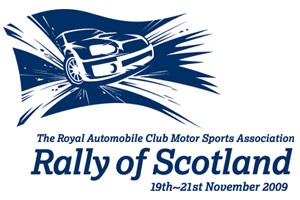 The Royal Automobile Club Motor Sports Association
Rally of Scotland
19th~21st November 2009